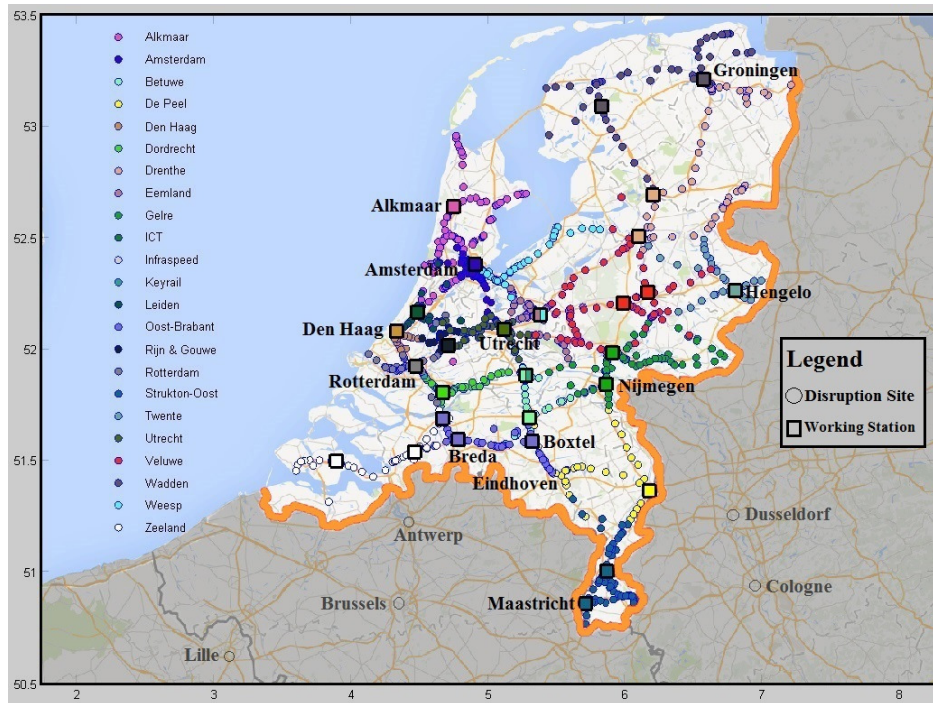 53.5
53
52.5
52
51.5
51
50.5
2
3
4
5
6
7
8
Alkmaar
Amsterdam
Betuwe
De Peel
Den Haag
Dordrecht
Drenthe
Eemland
Gelre
ICT
Infraspeed
Keyrail
Leiden
Oost-Brabant
Rijn & Gouwe
Rotterdam
Strukton-Oost
Twente
Utrecht
Veluwe
Wadden
Weesp
Zeeland
Groningen
Alkmaar
Amsterdam
Hengelo
Den Haag
Utrecht
Rotterdam
Nijmegen
Boxtel
Breda
Eindhoven
Maastricht
Antwerp
Dusseldorf
Brussels
Cologne
Lille
Legend
Disruption Site
Working Station